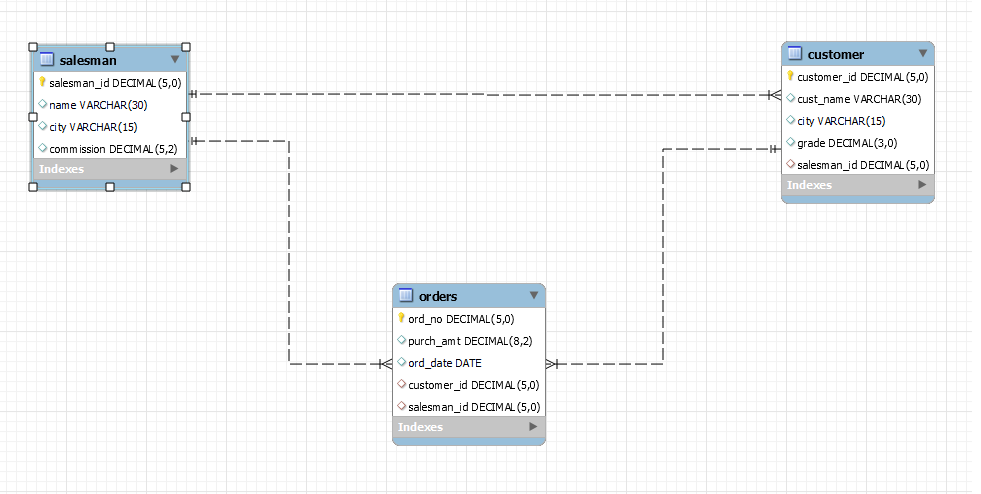 salesman
salesman_id DECIMAL(5,0)
name VARCHAR(30)
city VARCHAR(15)
commission DECIMAL(5,2)
Indexes
customer
customer_id DECIMAL(5,0)
cust_name VARCHAR(30)
city VARCHAR(15)
grade DECIMAL(3,0)
salesman_id DECIMAL(5,0)
Indexes
orders
ord_no DECIMAL(5,0)
purch_amt DECIMAL(8,2)
ord_date DATE
customer_id DECIMAL(5,0)
salesman_id DECIMAL(5,0)
Indexes